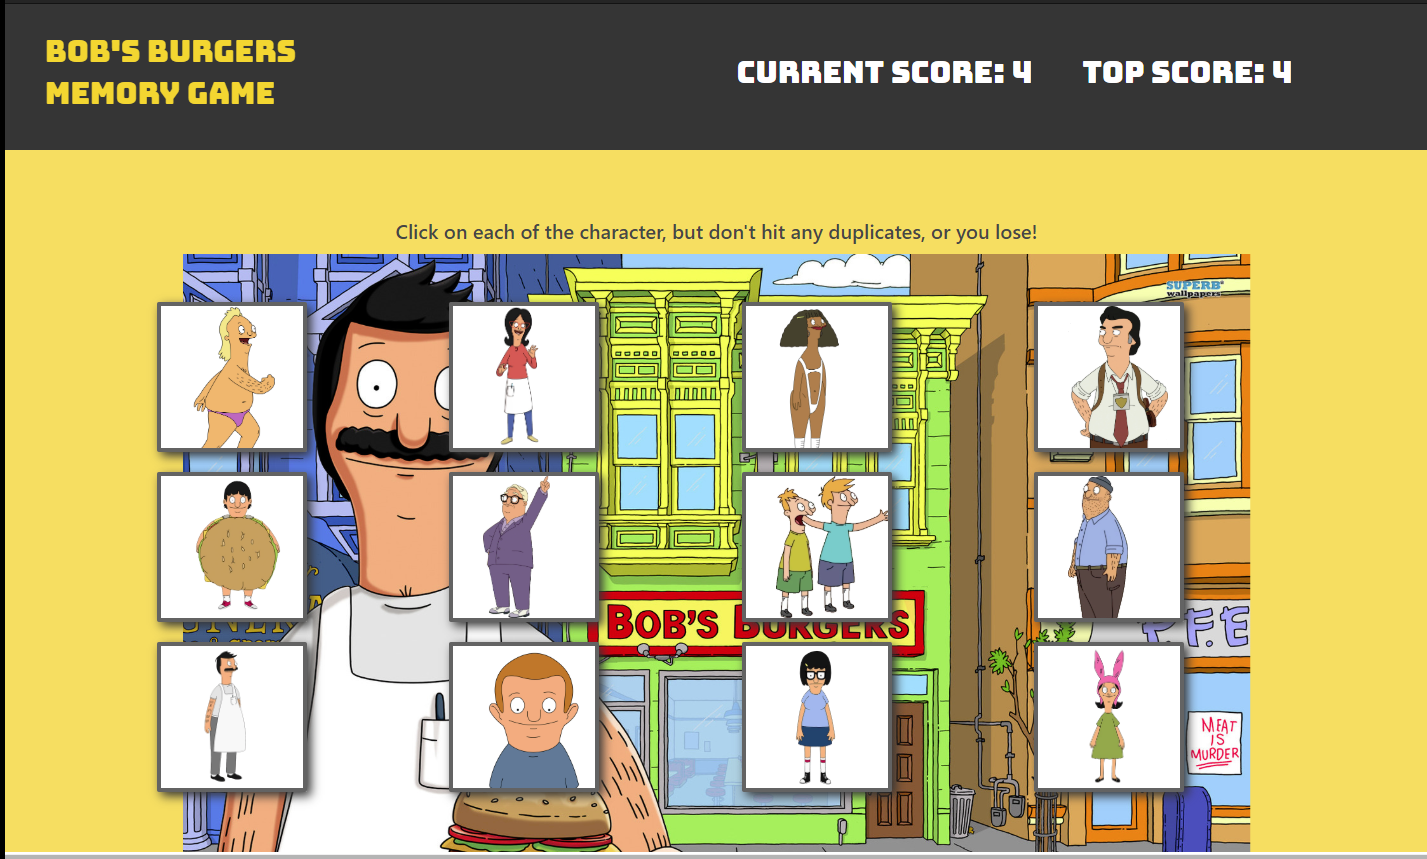 BOB'S BURGERS
MEMORY GAME
CURRENT SCORE: 4
TOP SCORE: 4
Click on each of the character, but don't hit any duplicates, or you lose!
SUPERB
wallpapers
BOB'S BURGERS
F.F.E
MEAT
IS
MURDER